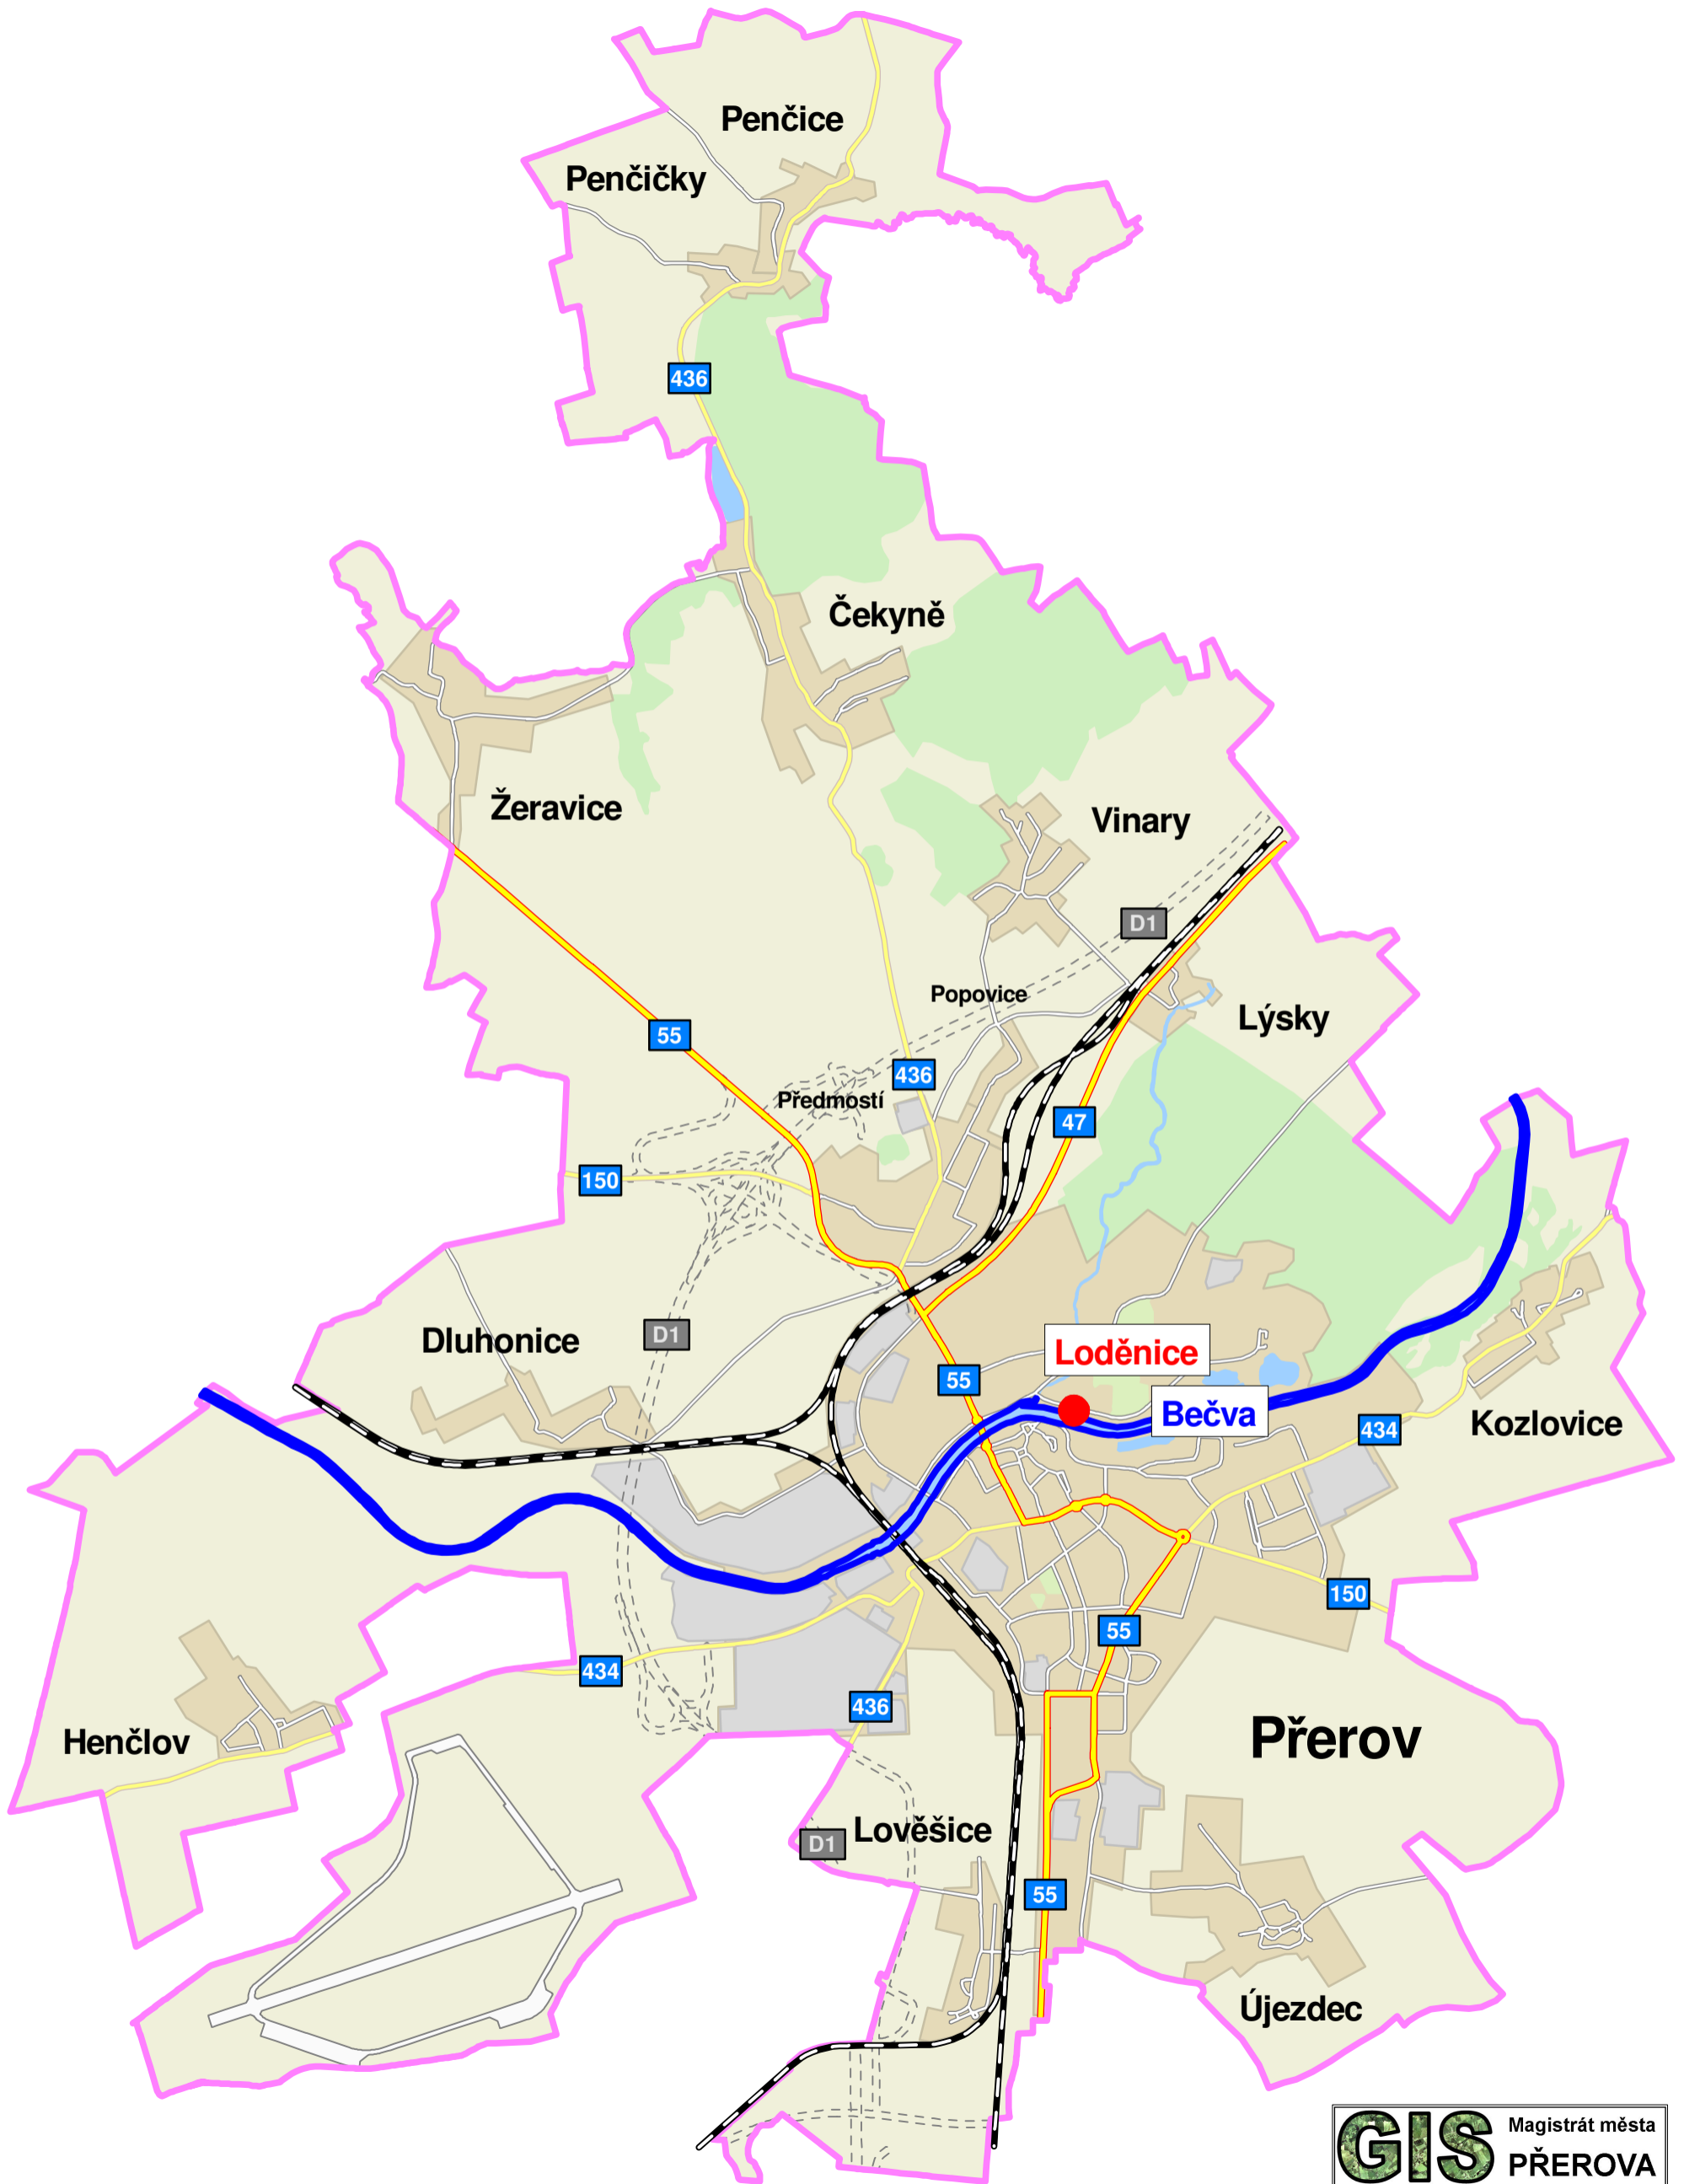 Penčice
Penčičky
436
Čekyně
Žeravice
Vinary
D1
Popovice
Lýsky
55
436
Předmostí
47
150
D1
Dluhonice
Loděnice
55
Bečva
434
Kozlovice
150
55
434
436
Henčlov
Přerov
D1
Lověšice
55
Újezdec
GIS
Magistrát města
PŘEROVA